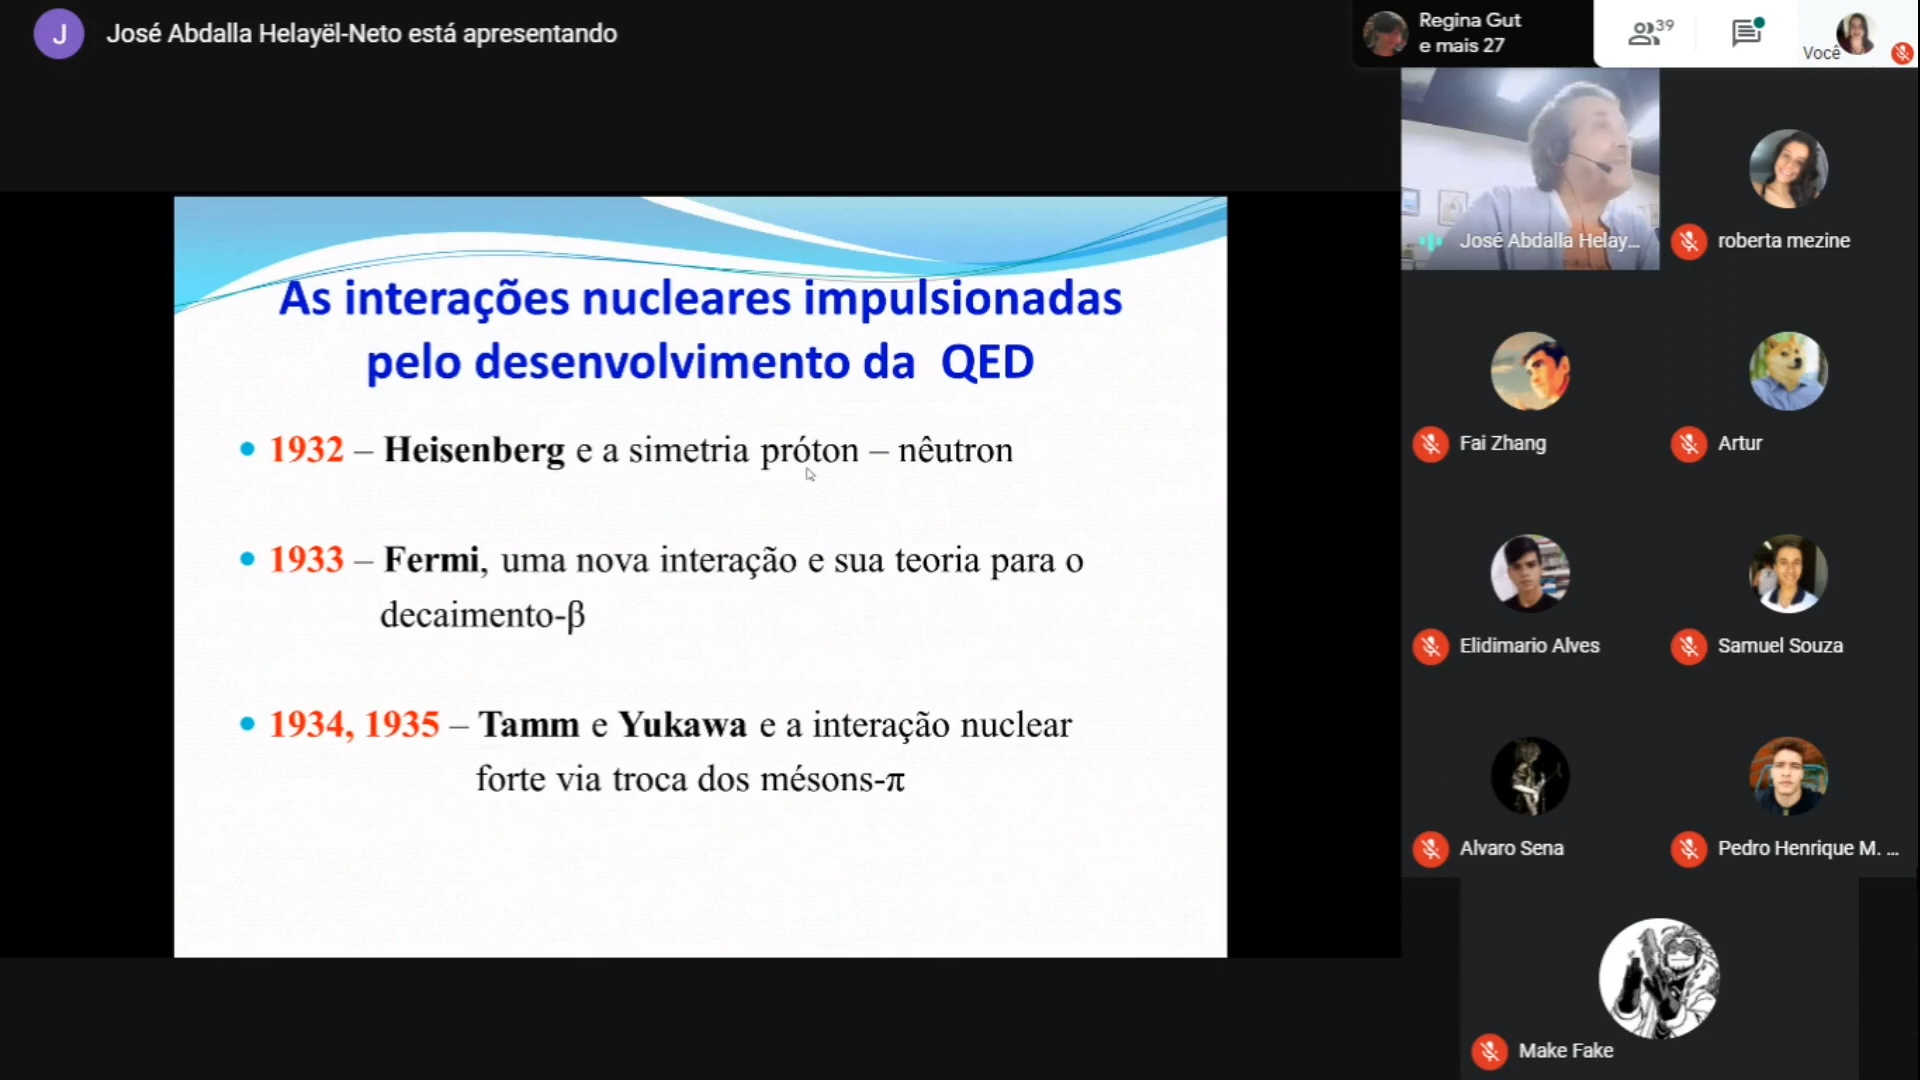 J
José Abdalla Helayël-Neto está apresentando
Regina Gut
e mais 27
39
Você
As interações nucleares impulsionadas
pelo desenvolvimento da QED
• 1932 – Heisenberg e a simetria próton – nêutron
• 1933 – Fermi, uma nova interação e sua teoria para o
decaimento-β
• 1934, 1935 – Tamm e Yukawa e a interação nuclear
forte via troca dos mésons-π
José Abdalla Helay...
roberta mezine
Fai Zhang
Artur
Elidimario Alves
Samuel Souza
Alvaro Sena
Pedro Henrique M. ...
Make Fake